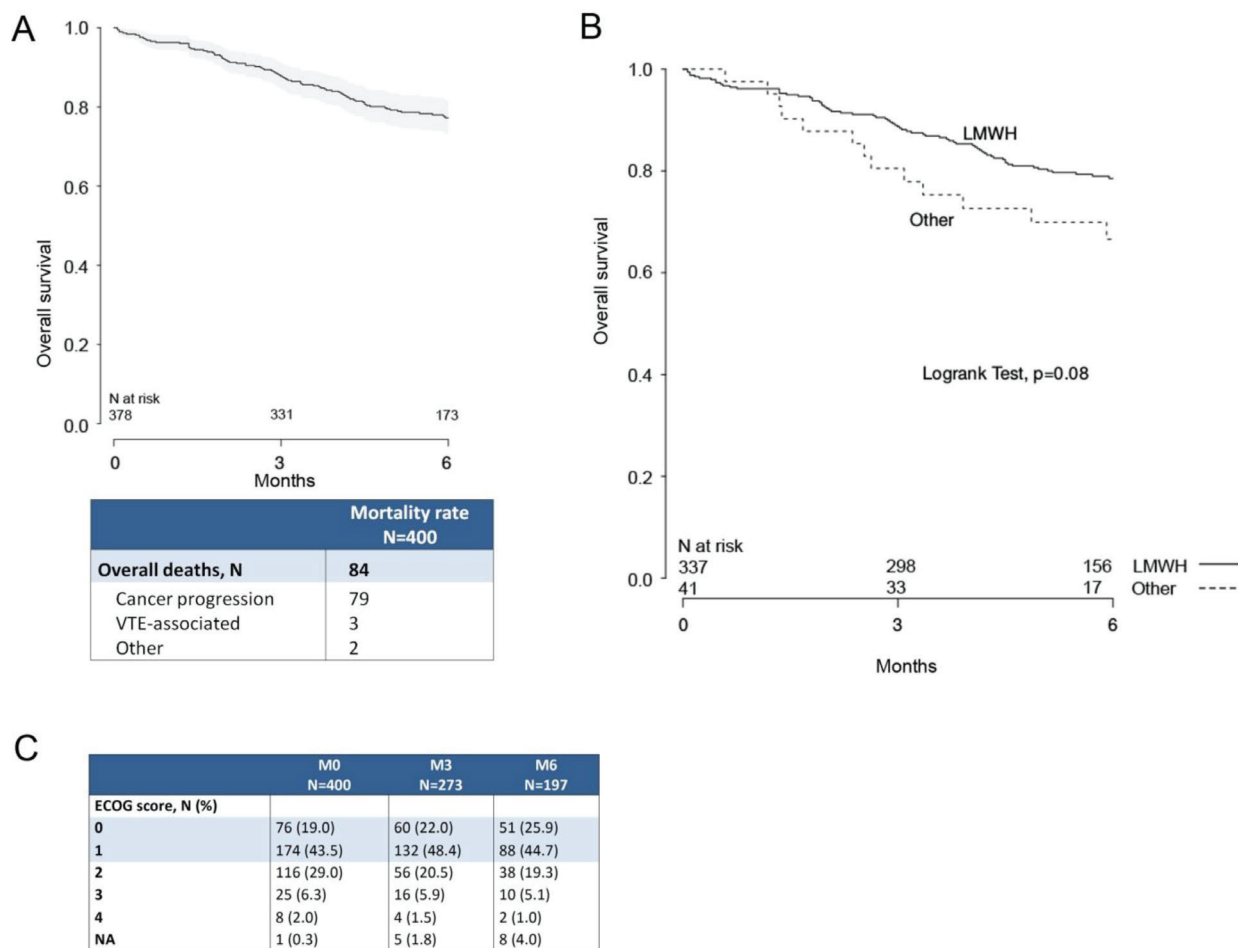 A
1.0
0.8
0.6
0.4
0.2
0.0
Overall survival
N at risk
378 331 173
0 3 6
Months
Mortality rate
N=400
Overall deaths, N 84
Cancer progression 79
VTE-associated 3
Other 2
B
1.0
0.8
0.6
0.4
0.2
0.0
Overall survival
LMWH
Other
Logrank Test, p=0.08
N at risk
337 298 156 LMWH
41 33 17 Other
0 3 6
Months
C
M0 M3 M6
N=400 N=273 N=197
ECOG score, N (%)
0 76 (19.0) 60 (22.0) 51 (25.9)
1 174 (43.5) 132 (48.4) 88 (44.7)
2 116 (29.0) 56 (20.5) 38 (19.3)
3 25 (6.3) 16 (5.9) 10 (5.1)
4 8 (2.0) 4 (1.5) 2 (1.0)
NA 1 (0.3) 5 (1.8) 8 (4.0)